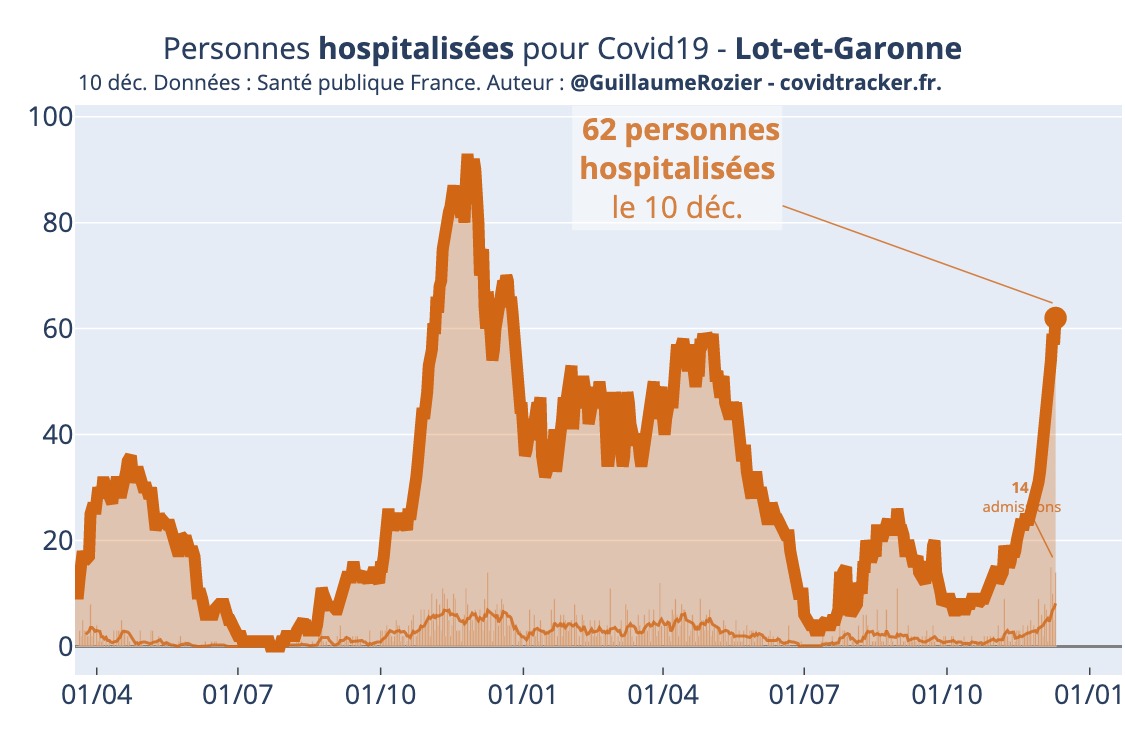 Personnes hospitalisées pour Covid19 - Lot-et-Garonne
10 déc. Données : Santé publique France. Auteur : @GuillaumeRozier - covidtracker.fr.
100
62 personnes
hospitalisées
le 10 déc.
80
60
40
14
admissions
20
0
01/04 01/07 01/10 01/01 01/04 01/07 01/10 01/01